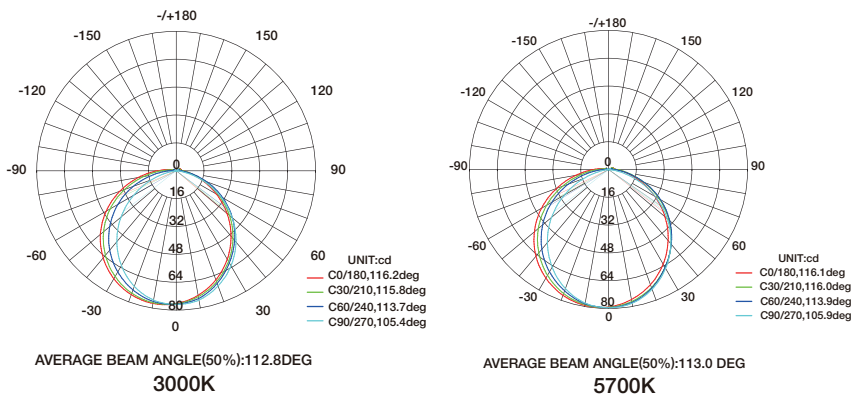 -/+180
-150
150
-120
120
-90
90
-60
60
-30
30
0
0
16
32
48
64
80
UNIT:cd
C0/180,116.2deg
C30/210,115.8deg
C60/240,113.7deg
C90/270,105.4deg
AVERAGE BEAM ANGLE(50%):112.8DEG
3000K
-/+180
-150
150
-120
120
-90
90
-60
60
-30
30
0
0
16
32
48
64
80
UNIT:cd
C0/180,116.1deg
C30/210,116.0deg
C60/240,113.9deg
C90/270,105.9deg
AVERAGE BEAM ANGLE(50%):113.0 DEG
5700K